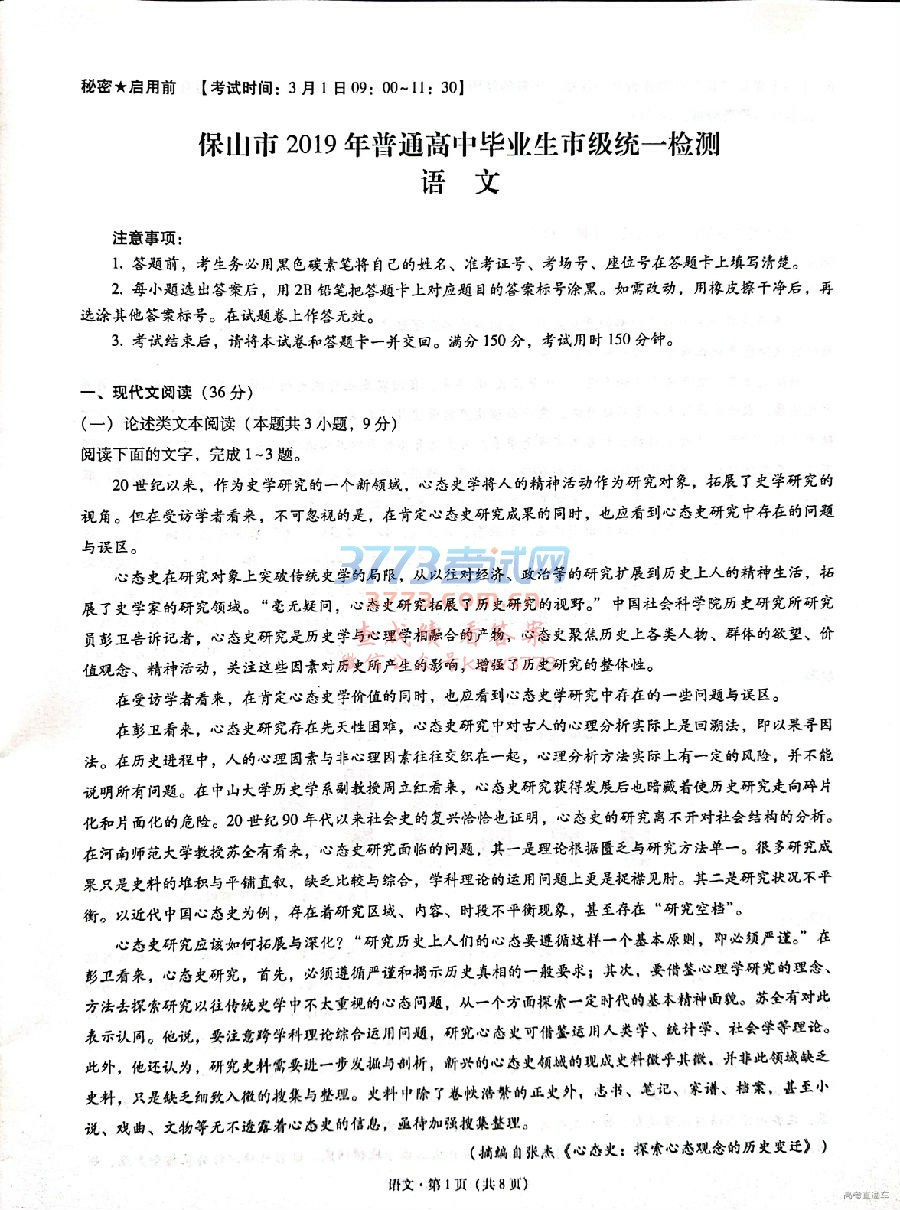 秘密★启用前 【考试时间：3月1日09：00~11：30】
保山市2019年普通高中毕业生市级统一检测
语 文
注意事项：
1. 答题前，考生务必用黑色碳素笔将自己的姓名、准考证号、考场号、座位号在答题卡上填写清楚。
2. 每小题选出答案后，用2B铅笔把答题卡上对应题目的答案标号涂黑。如需改动，用橡皮擦干净后，再
选涂其他答案标号。在试题卷上作答无效。
3. 考试结束后，请将本试卷和答题卡一并交回。满分150分，考试用时150分钟。
一、现代文阅读（36分）
（一）论述类文本阅读（本题共3小题，9分）
阅读下面的文字，完成1~3题。
20世纪以来，作为史学研究的一个新领域，心态史学将人的精神活动作为研究对象，拓展了史学研究的
视角。但在受访学者看来，不可忽视的是，在肯定心态史研究成果的同时，也应看到心态史研究中存在的问题
与误区。
3773考试网
心态史在研究对象上突破传统史学的局限，从以往对经济、政治等的研究扩展到历史上人的精神生活，拓
3773.com.cn
展了史学家的研究领域。“毫无疑问，心态史研究拓展了历史研究的视野。”中国社会科学院历史研究所研究
员彭卫告诉记者，心态史研究是历史学与心理学相融合的产物，心态史聚焦历史上各类人物、群体的欲望、价
值观念、精神活动，关注这些因素对历史所产生的影响，增强了历史研究的整体性。
在受访学者看来，在肯定心态史学价值的同时，也应看到心态史学研究中存在的一些问题与误区。
在彭卫看来，心态史研究存在先天性困难，心态史研究中对古人的心理分析实际上是回溯法，即以果寻因
法。在历史进程中，人的心理因素与非心理因素往往交织在一起，心理分析方法实际上有一定的风险，并不能
说明所有问题。在中山大学历史学系副教授周立红看来，心态史研究获得发展后也暗藏着使历史研究走向碎片
化和片面化的危险。20世纪90年代以来社会史的复兴恰恰也证明，心态史的研究离不开对社会结构的分析。
在河南师范大学教授苏全有看来，心态史研究面临的问题，其一是理论根据匮乏与研究方法单一。很多研究成
果只是史料的堆积与平铺直叙，缺乏比较与综合，学科理论的运用问题上更是捉襟见肘。其二是研究状况不平
衡。以近代中国心态史为例，存在着研究区域、内容、时段不平衡现象，甚至存在“研究空档”。
心态史研究应该如何拓展与深化？“研究历史上人们的心态要遵循这样一个基本原则，即必须严谨。”在
彭卫看来，心态史研究，首先，必须遵循严谨和揭示历史真相的一般要求；其次，要借鉴心理学研究的理念、
方法去探索研究以往传统史学中不太重视的心态问题，从一个方面探索一定时代的基本精神面貌。苏全有对此
表示认同。他说，要注意跨学科理论综合运用问题，研究心态史可借鉴运用人类学、统计学、社会学等理论。
此外，他还认为，研究史料需要进一步发掘与剖析，新兴的心态史领域的现成史料微乎其微，并非此领域缺乏
史料，只是缺乏细致入微的搜集与整理。史料中除了卷帙浩繁的正史外，志书、笔记、家谱、档案，甚至小
说、戏曲、文物等无不透露着心态史的信息，亟待加强搜集整理。
（摘编自张杰《心态史：探索心态观念的历史变迁》）
语文·第1页（共8页）
高考直通车